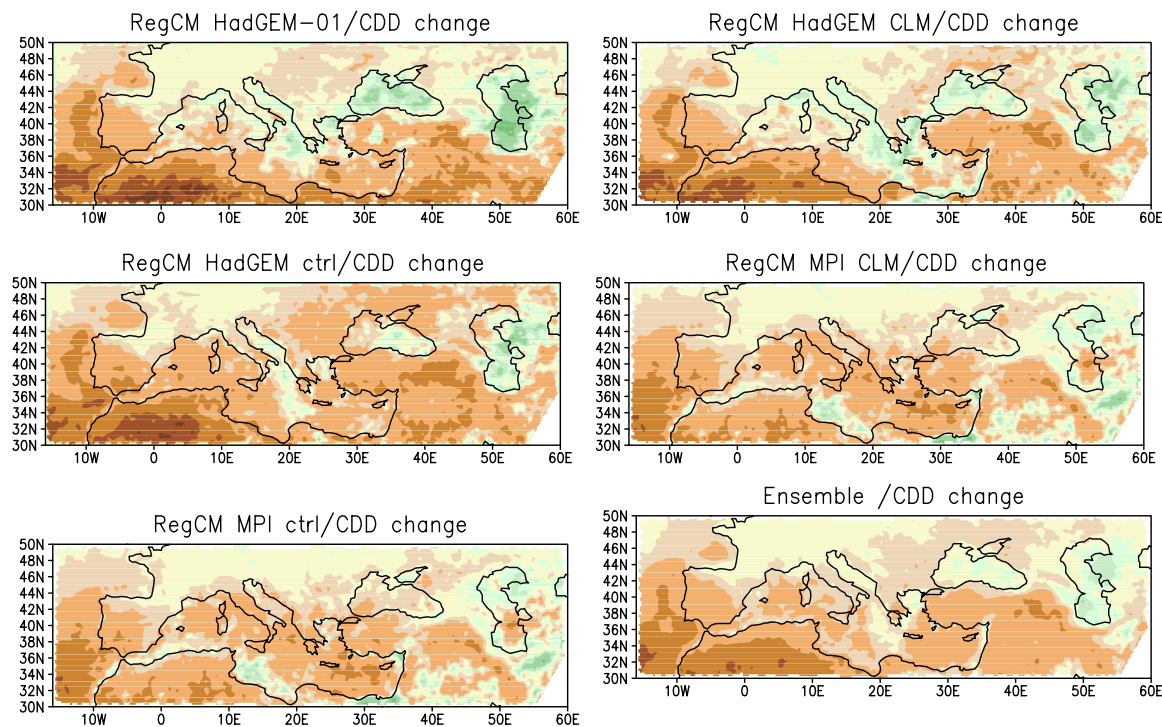 RegCM HadGEM-01/CDD change
50N
48N
46N
44N
42N
40N
38N
36N
34N
32N
30N
10W 0 10E 20E 30E 40E 50E 60E
RegCM HadGEM CLM/CDD change
50N
48N
46N
44N
42N
40N
38N
36N
34N
32N
30N
10W 0 10E 20E 30E 40E 50E 60E
RegCM HadGEM ctrl/CDD change
50N
48N
46N
44N
42N
40N
38N
36N
34N
32N
30N
10W 0 10E 20E 30E 40E 50E 60E
RegCM MPI CLM/CDD change
50N
48N
46N
44N
42N
40N
38N
36N
34N
32N
30N
10W 0 10E 20E 30E 40E 50E 60E
RegCM MPI ctrl/CDD change
50N
48N
46N
44N
42N
40N
38N
36N
34N
32N
30N
10W 0 10E 20E 30E 40E 50E 60E
Ensemble /CDD change
50N
48N
46N
44N
42N
40N
38N
36N
34N
32N
30N
10W 0 10E 20E 30E 40E 50E 60E